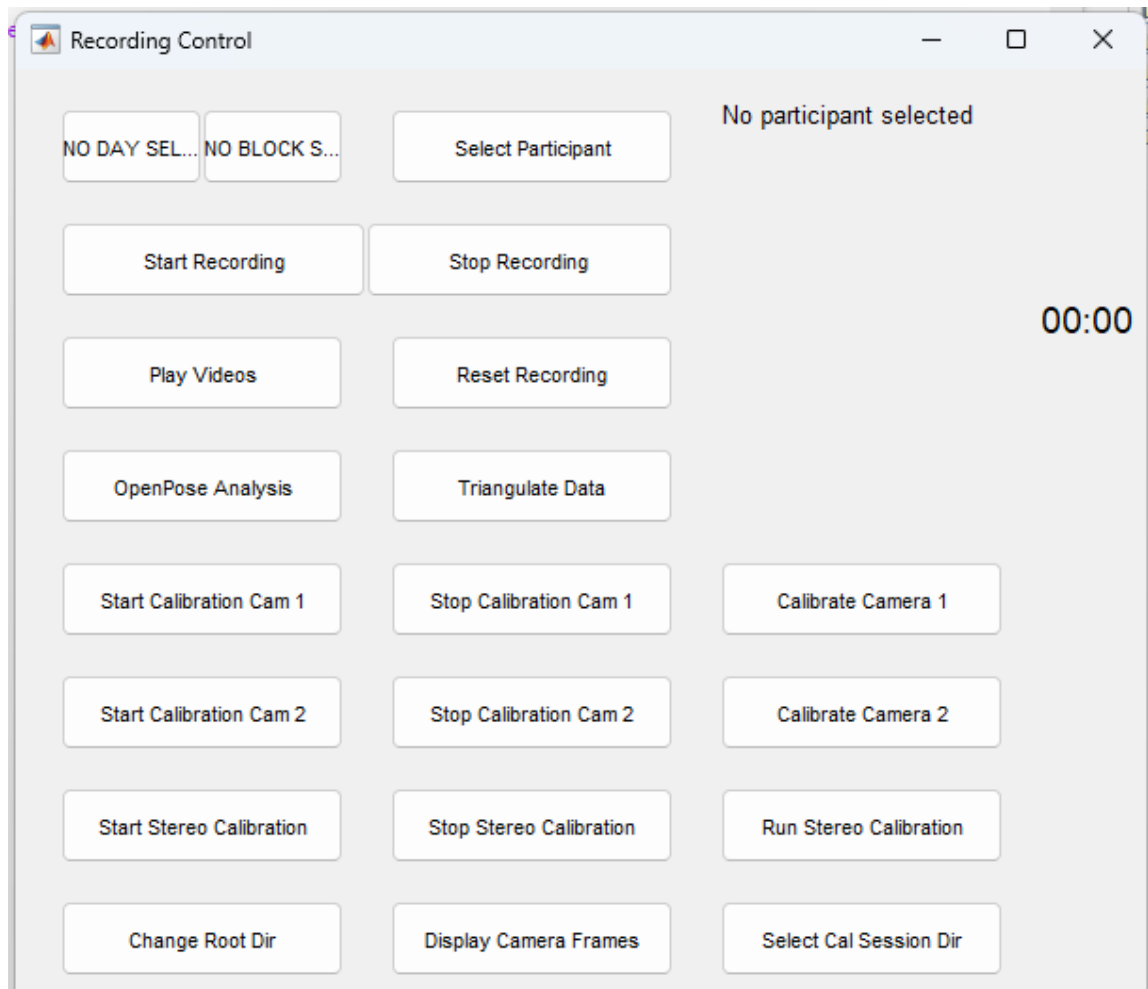 Recording Control
No participant selected
NO DAY SEL... NO BLOCK S... Select Participant
Start Recording Stop Recording
00:00
Play Videos Reset Recording
OpenPose Analysis Triangulate Data
Start Calibration Cam 1 Stop Calibration Cam 1 Calibrate Camera 1
Start Calibration Cam 2 Stop Calibration Cam 2 Calibrate Camera 2
Start Stereo Calibration Stop Stereo Calibration Run Stereo Calibration
Change Root Dir Display Camera Frames Select Cal Session Dir